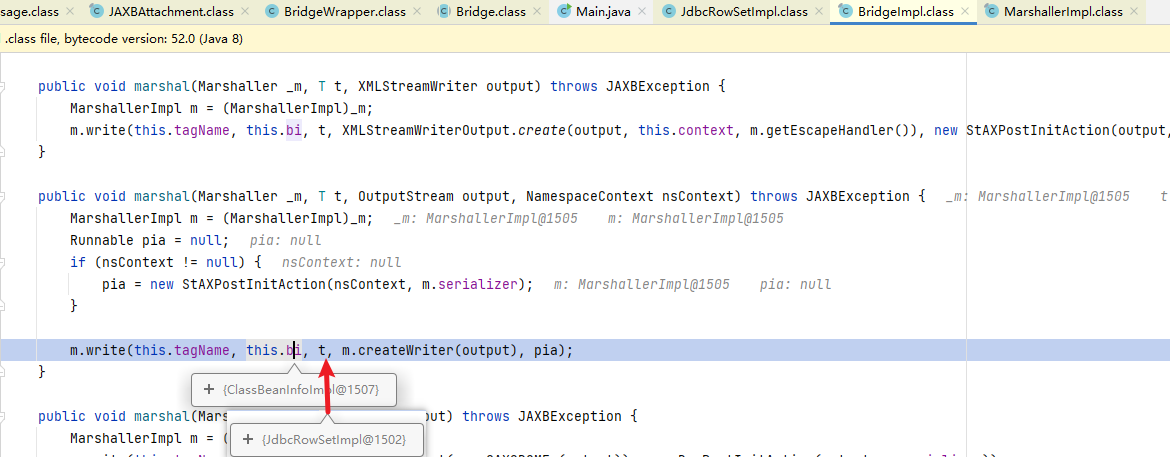 sage.class JAXBAttachment.class BridgeWrapper.class Bridge.class Main.java JdbcRowSetImpl.class BridgeImpl.class MarshallerImpl.class
.class file, bytecode version: 52.0 (Java 8)
public void marshal(Marshaller _m, T t, XMLStreamWriter output) throws JAXBException {
MarshallerImpl m = (MarshallerImpl)_m;
m.write(this.tagName, this.bi, t, XMLStreamWriterOutput.create(output, this.context, m.getEscapeHandler()), new StAXPostInitAction(output,
}
public void marshal(Marshaller _m, T t, OutputStream output, NamespaceContext nsContext) throws JAXBException { _m: MarshallerImpl@1505 t
MarshallerImpl m = (MarshallerImpl)_m; _m: MarshallerImpl@1505 m: MarshallerImpl@1505
Runnable pia = null; pia: null
if (nsContext != null) { nsContext: null
pia = new StAXPostInitAction(nsContext, m.serializer); m: MarshallerImpl@1505 pia: null
}
m.write(this.tagName, this.bi, t, m.createWriter(output), pia);
}
+ {ClassBeanInfoImpl@1507}
public void marshal(Mars out) throws JAXBException {
+ {JdbcRowSetImpl@1502}
MarshallerImpl m = (